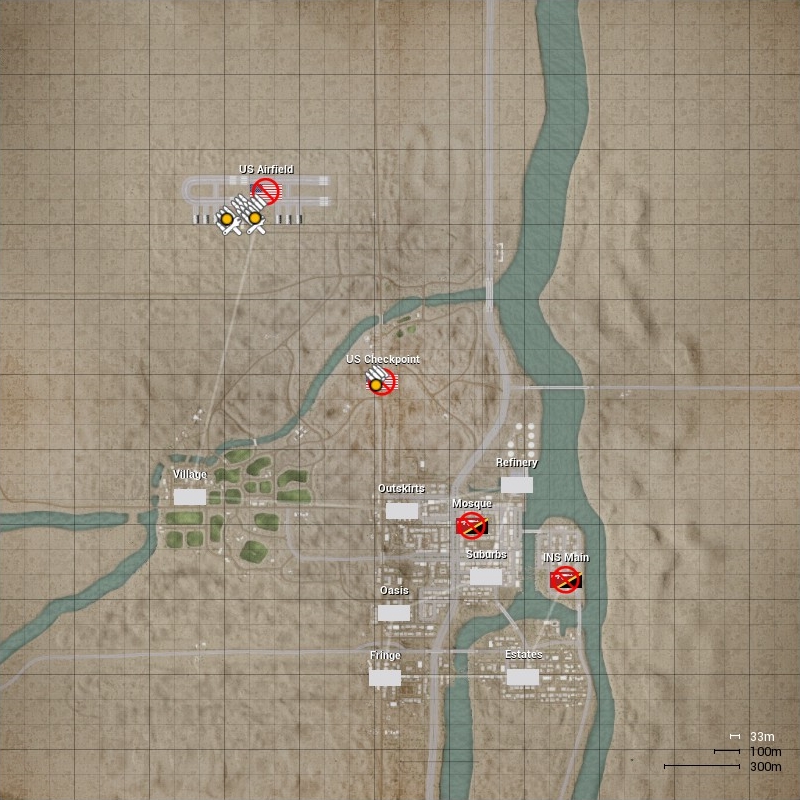 US Airfield
US Checkpoint
Refinery
Village
Outskirts
Mosque
Suburbs
INS Main
Oasis
Estates
Fringe
33m
100m
300m